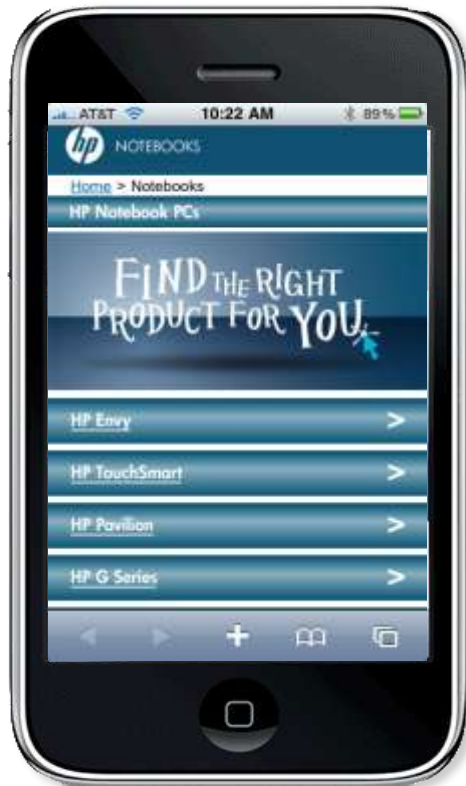 AT&T 10:22 AM 89%
hp NOTEBOOKS
Home > Notebooks
HP Notebook PCs
FIND THE RIGHT
PRODUCT FOR YOU
HP Envy >
HP TouchSmart >
HP Pavilion >
HP G Series >